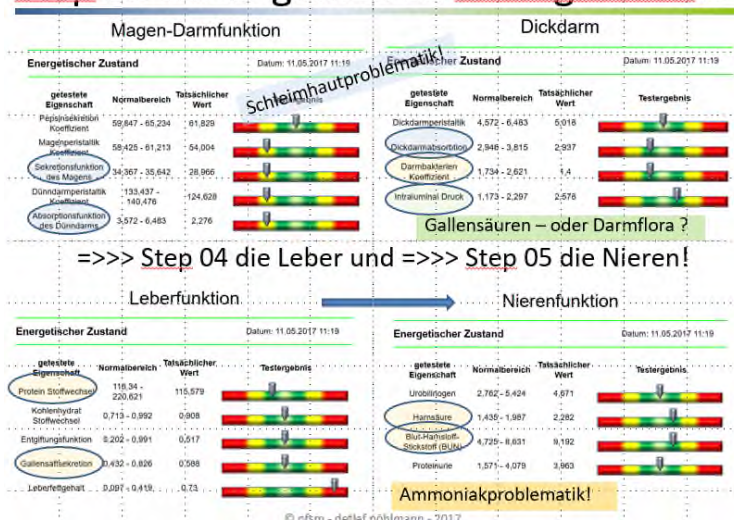 Magen-Darmfunktion
Energetischer Zustand
Datum: 11.05.2017 11:19
Schleimhautproblematik!
getestete Eigenschaft Normalbereich Tatsächlicher Wert
Pepsinsekretion Koeffizient 59,847 - 65,234 61,829
Magenperistaltik Koeffizient 58,425 - 61,213 54,004
Sekretionsfunktion des Magens 34,367 - 35,642 28,966
Dünndarmperistaltik Koeffizient 133,437 - 140,476 124,628
Absorptionsfunktion des Dünndarms 3,572 - 6,483 2,276
Dickdarm
Zustand
Datum: 11.05.2017 11:19
getestete Eigenschaft Normalbereich Tatsächlicher Wert Testergebnis
Dickdarmperistaltik 4,572 - 6,483 5,018
Dickdarmabsorbtion 2,946 - 3,815 2,937
Darmbakterien Koeffizient 1,734 - 2,621 1,4
Intraluminal Druck 1,173 - 2,297 2,578
Gallensäuren – oder Darmflora ?
=>>> Step 04 die Leber und =>>> Step 05 die Nieren!
Leberfunktion
Energetischer Zustand
Datum: 11.05.2017 11:19
getestete Eigenschaft Normalbereich Tatsächlicher Wert Testergebnis
Protein Stoffwechsel 116,34 - 220,621 115,579
Kohlenhydrat Stoffwechsel 0,713 - 0,992 0,908
Entgiftungsfunktion 0,202 - 0,991 0,517
Gallensaftsekretion 0,432 - 0,826 0,588
Leberfettgehalt 0,097 - 0,419 0,73
Nierenfunktion
Energetischer Zustand
Datum: 11.05.2017 11:19
getestete Eigenschaft Normalbereich Tatsächlicher Wert Testergebnis
Urobilinogen 2,762 - 5,424 4,671
Harnsäure 1,435 - 1,987 2,282
Blut-Harnstoff-Stickstoff (BUN) 4,725 - 8,631 9,192
Proteinurie 1,571 - 4,079 3,963
Ammoniakproblematik!
© nfsm - detlef pöhlmann - 2017